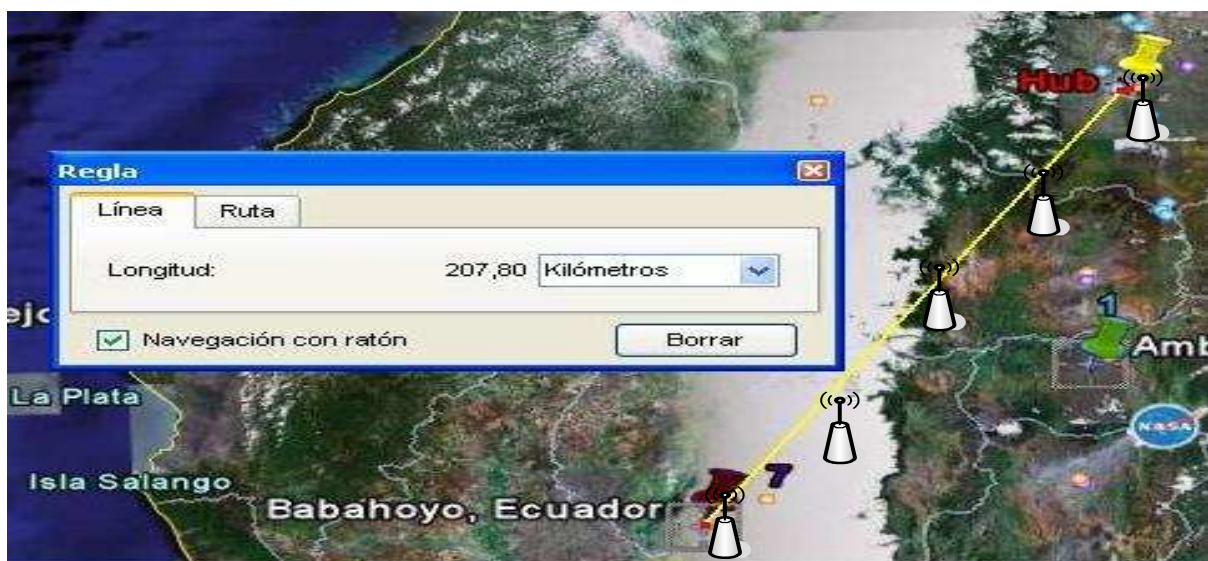 Hub
Regla
Línea Ruta
Longitud: 207,80 Kilómetros
Navegación con ratón Borrar
ejo
1
Amb
La Plata
NASA
Isla Salango
7
Babahoyo, Ecuador